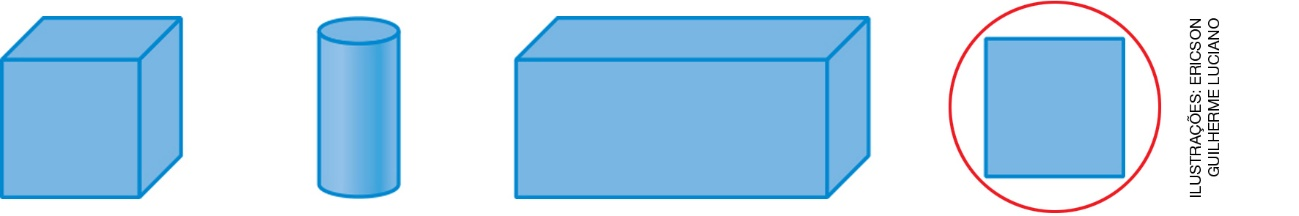 ILUSTRAÇÕES: ERICSON
GUILHERME LUCIANO